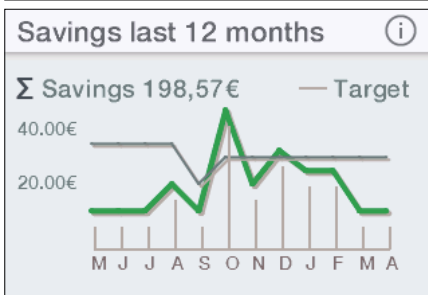 Savings last 12 months i
Σ Savings 198,57€ Target
40.00€
20.00€
M J J A S O N D J F M A